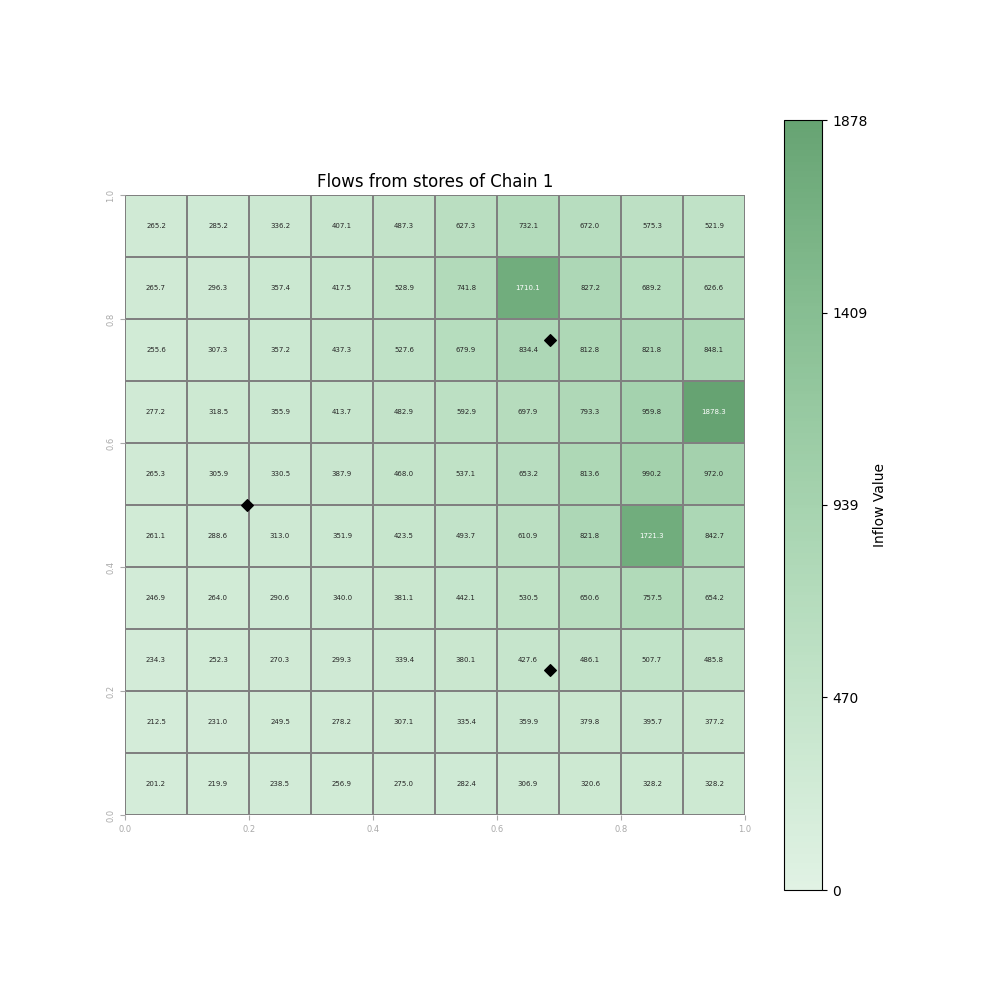 Flows from stores of Chain 1
1.0
265.2 285.2 336.2 407.1 487.3 627.3 732.1 672.0 575.3 521.9
265.7 296.3 357.4 417.5 528.9 741.8 1710.1 827.2 689.2 626.6
0.8
255.6 307.3 357.2 437.3 527.6 679.9 834.4 812.8 821.8 848.1
277.2 318.5 355.9 413.7 482.9 592.9 697.9 793.3 959.8 1878.3
0.6
265.3 305.9 330.5 387.9 468.0 537.1 653.2 813.6 990.2 972.0
261.1 288.6 313.0 351.9 423.5 493.7 610.9 821.8 1721.3 842.7
0.4
246.9 264.0 290.6 340.0 381.1 442.1 530.5 650.6 757.5 654.2
234.3 252.3 270.3 299.3 339.4 380.1 427.6 486.1 507.7 485.8
0.2
212.5 231.0 249.5 278.2 307.1 335.4 359.9 379.8 395.7 377.2
201.2 219.9 238.5 256.9 275.0 282.4 306.9 320.6 328.2 328.2
0.0
0.0 0.2 0.4 0.6 0.8 1.0
1878
1409
939
470
0
Inflow Value